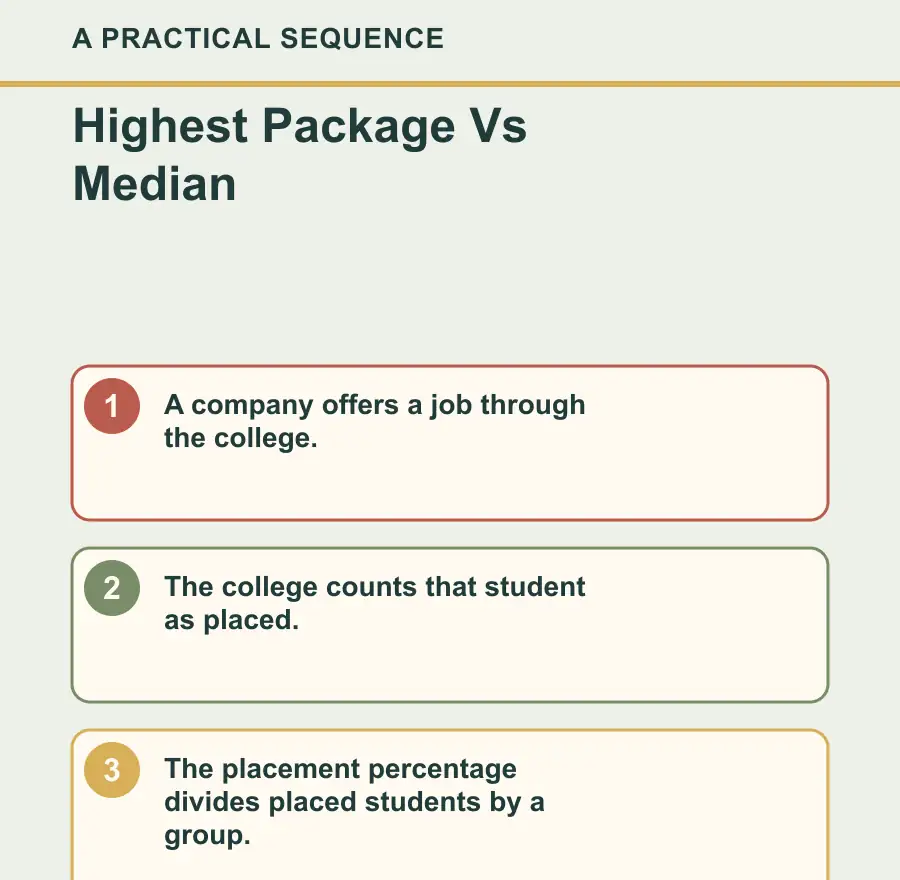 A PRACTICAL SEQUENCE
Highest Package Vs
Median
1
A company offers a job through
the college.
2
The college counts that student
as placed.
3
The placement percentage
divides placed students by a
group.